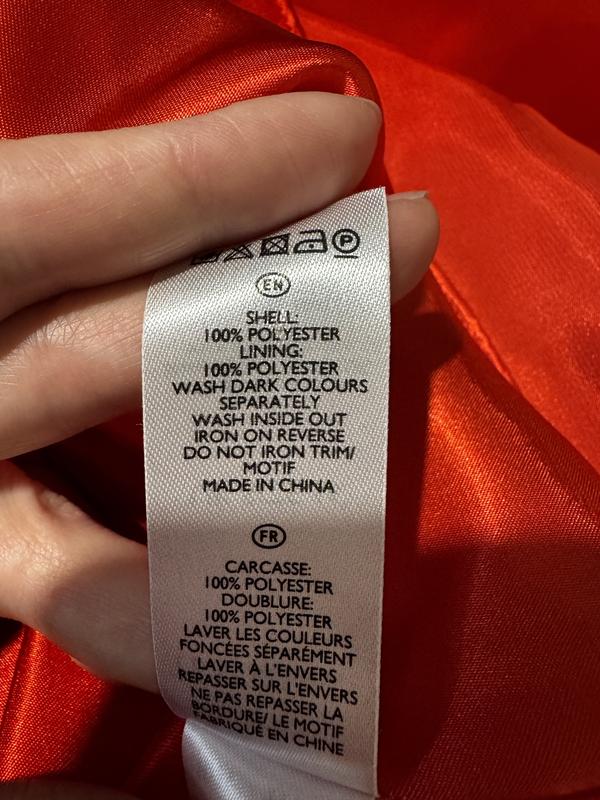 P
EN
SHELL:
100% POLYESTER
LINING:
100% POLYESTER
WASH DARK COLOURS
SEPARATELY
WASH INSIDE OUT
IRON ON REVERSE
DO NOT IRON TRIM/
MOTIF
MADE IN CHINA
FR
CARCASSE:
100% POLYESTER
DOUBLURE:
100% POLYESTER
LAVER LES COULEURS
FONCÉES SÉPARÉMENT
LAVER À L'ENVERS
REPASSER SUR L'ENVERS
NE PAS REPASSER LA
BORDURE/ LE MOTIF
FABRIQUÉ EN CHINE